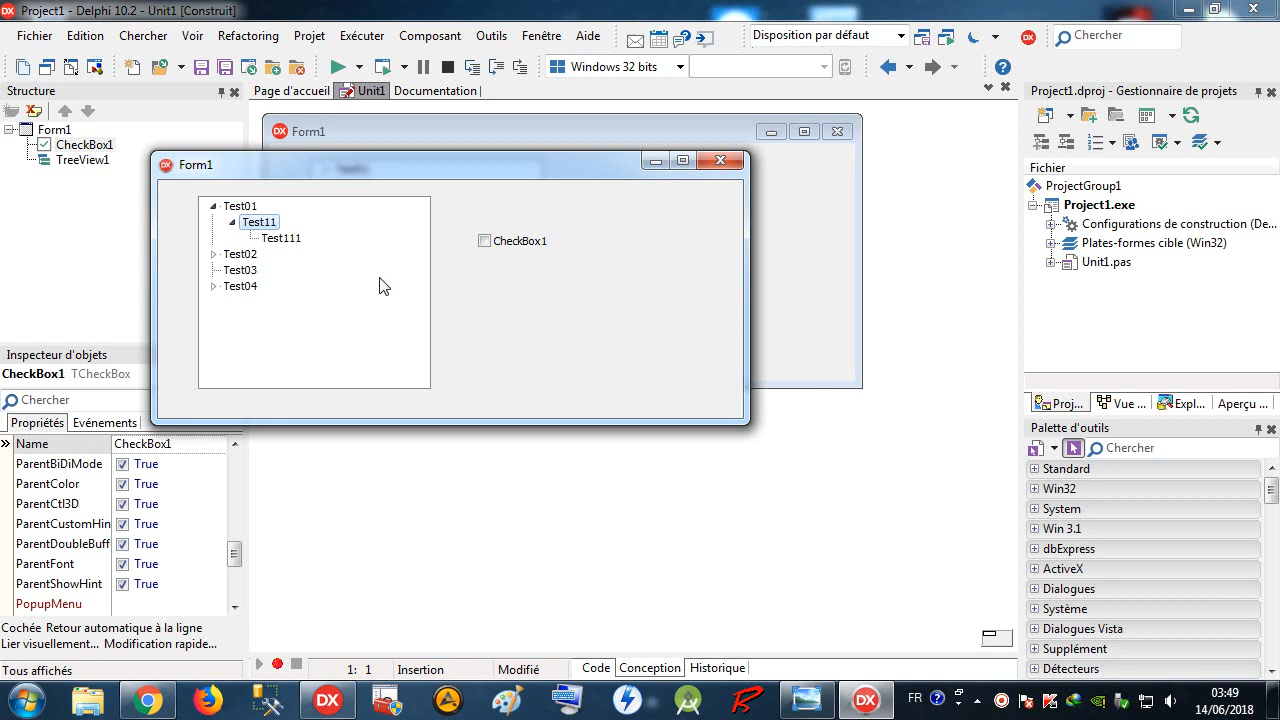 Project1 - Delphi 10.2 - Unit1 [Construit]
Fichier Edition Chercher Voir Refactoring Projet Exécuter Composant Outils Fenêtre Aide
Disposition par défaut
Chercher
Windows 32 bits
Structure
Page d'accueil Unit1 Documentation
Project1.dproj - Gestionnaire de projets
Form1
CheckBox1
TreeView1
Form1
Form1
Test01
Test11
Test111
Test02
Test03
Test04
CheckBox1
Fichier
ProjectGroup1
Project1.exe
Configurations de construction (De...
Plates-formes cible (Win32)
Unit1.pas
Inspecteur d'objets
CheckBox1 TCheckBox
Chercher
Propriétés Evénements
Name CheckBox1
ParentBiDiMode True
ParentColor True
ParentCtl3D True
ParentCustomHin True
ParentDoubleBuff True
ParentFont True
ParentShowHint True
PopupMenu
Cochée Retour automatique à la ligne
Lier visuellement... Modification rapide...
Tous affichés
1: 1 Insertion Modifié Code Conception Historique
Proj... Vue ... Expl... Aperçu ...
Palette d'outils
Chercher
Standard
Win32
System
Win 3.1
dbExpress
ActiveX
Dialogues
Système
Dialogues Vista
Supplément
Détecteurs
FR
03:49
14/06/2018